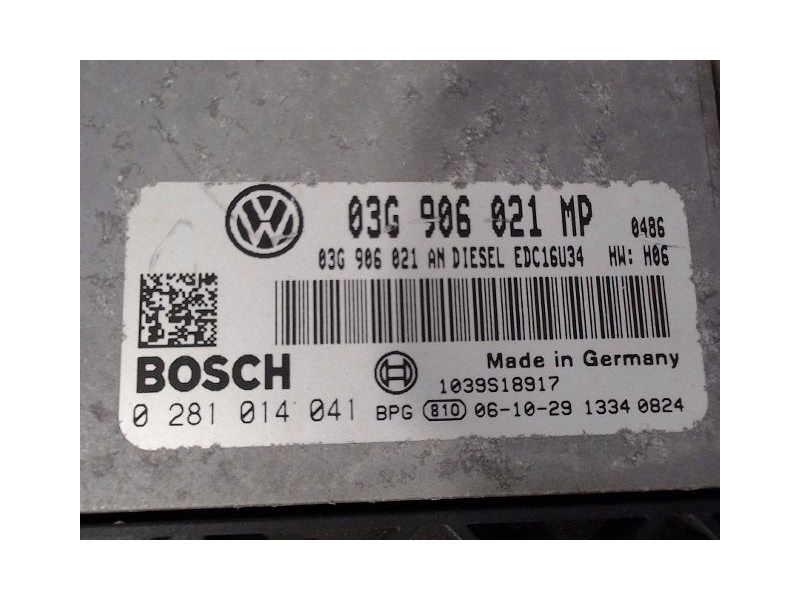 03G 906 021 MP 0486
03G 906 021 AN DIESEL EDC16U34 HW: H06
BOSCH
Made in Germany
1039S18917
0 281 014 041 BPG 810 06-10-29 1334 0824